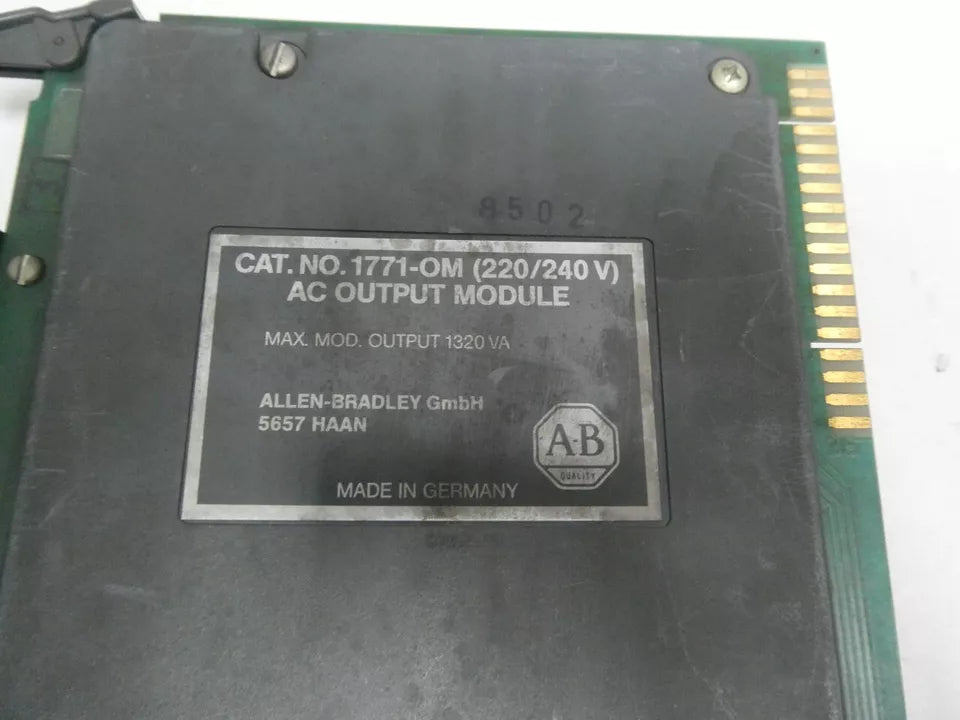 8502
CAT. NO. 1771-OM (220/240 V)
AC OUTPUT MODULE
MAX. MOD. OUTPUT 1320 VA
ALLEN-BRADLEY GmbH
5657 HAAN
A-B
QUALITY
MADE IN GERMANY